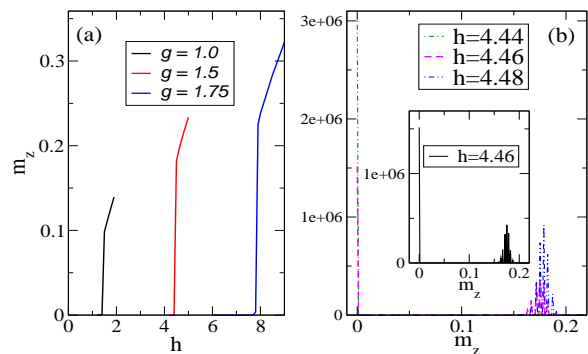 (a)
g = 1.0
g = 1.5
g = 1.75
m_z
0.3
0.2
0.1
0
0 2 4 6 8
h
(b)
h=4.44
h=4.46
h=4.48
3e+06
2e+06
1e+06
0
0 0.1 0.2
m_z
h=4.46
1e+06
0
0 0.1 0.2
m_z